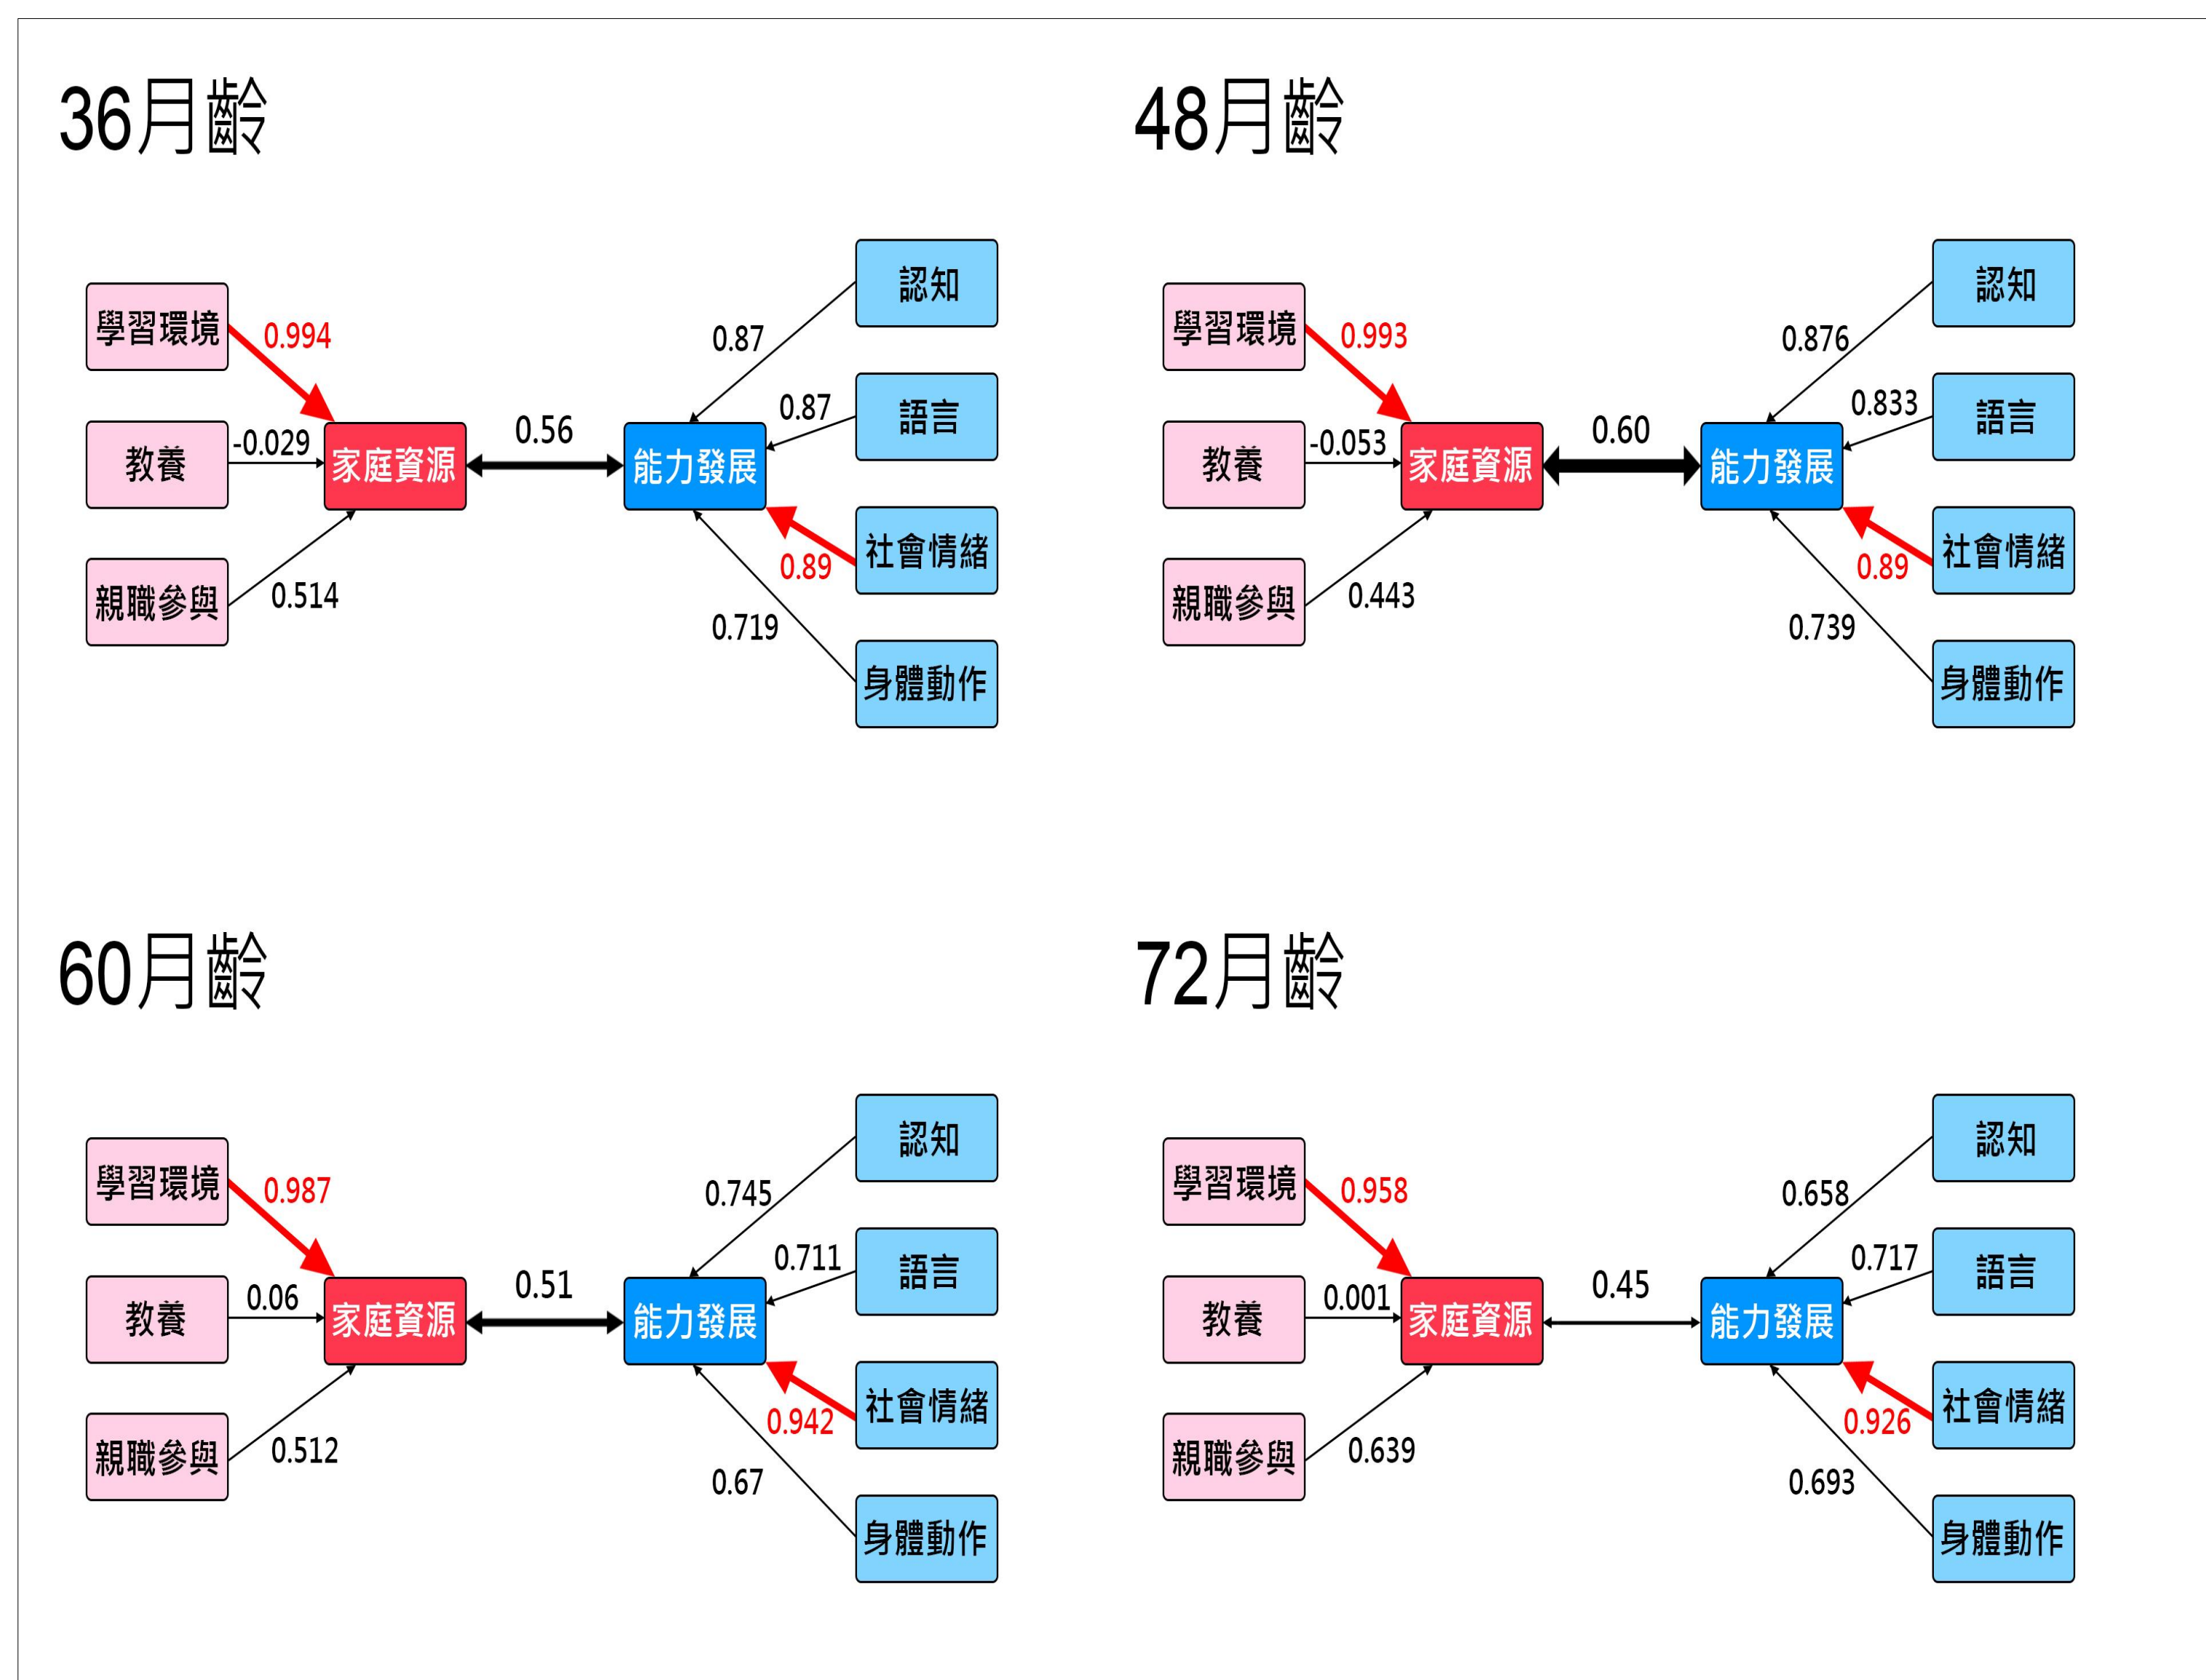 36月齡
學習環境
教養
親職參與
0.994
-0.029
0.514
家庭資源
0.56
能力發展
0.87
0.87
0.89
0.719
認知
語言
社會情緒
身體動作
48月齡
學習環境
教養
親職參與
0.993
-0.053
0.443
家庭資源
0.60
能力發展
0.876
0.833
0.89
0.739
認知
語言
社會情緒
身體動作
60月齡
學習環境
教養
親職參與
0.987
0.06
0.512
家庭資源
0.51
能力發展
0.745
0.711
0.942
0.67
認知
語言
社會情緒
身體動作
72月齡
學習環境
教養
親職參與
0.958
0.001
0.639
家庭資源
0.45
能力發展
0.658
0.717
0.926
0.693
認知
語言
社會情緒
身體動作